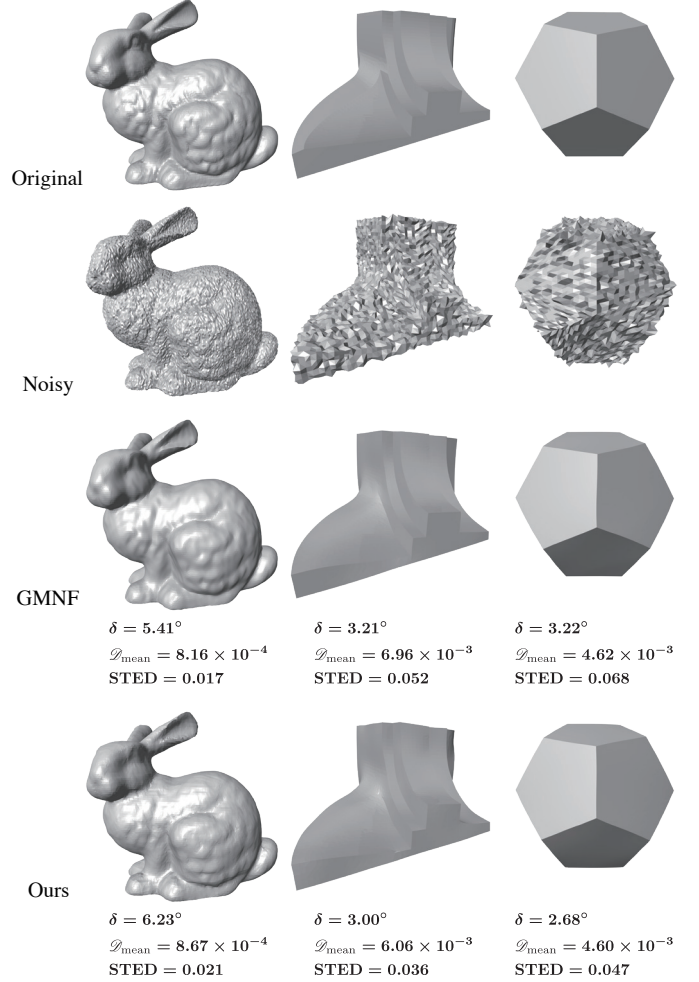 Original
Noisy
GMNF
δ = 5.41° δ = 3.21° δ = 3.22°
𝒟mean = 8.16 × 10−4 𝒟mean = 6.96 × 10−3 𝒟mean = 4.62 × 10−3
STED = 0.017 STED = 0.052 STED = 0.068
Ours
δ = 6.23° δ = 3.00° δ = 2.68°
𝒟mean = 8.67 × 10−4 𝒟mean = 6.06 × 10−3 𝒟mean = 4.60 × 10−3
STED = 0.021 STED = 0.036 STED = 0.047